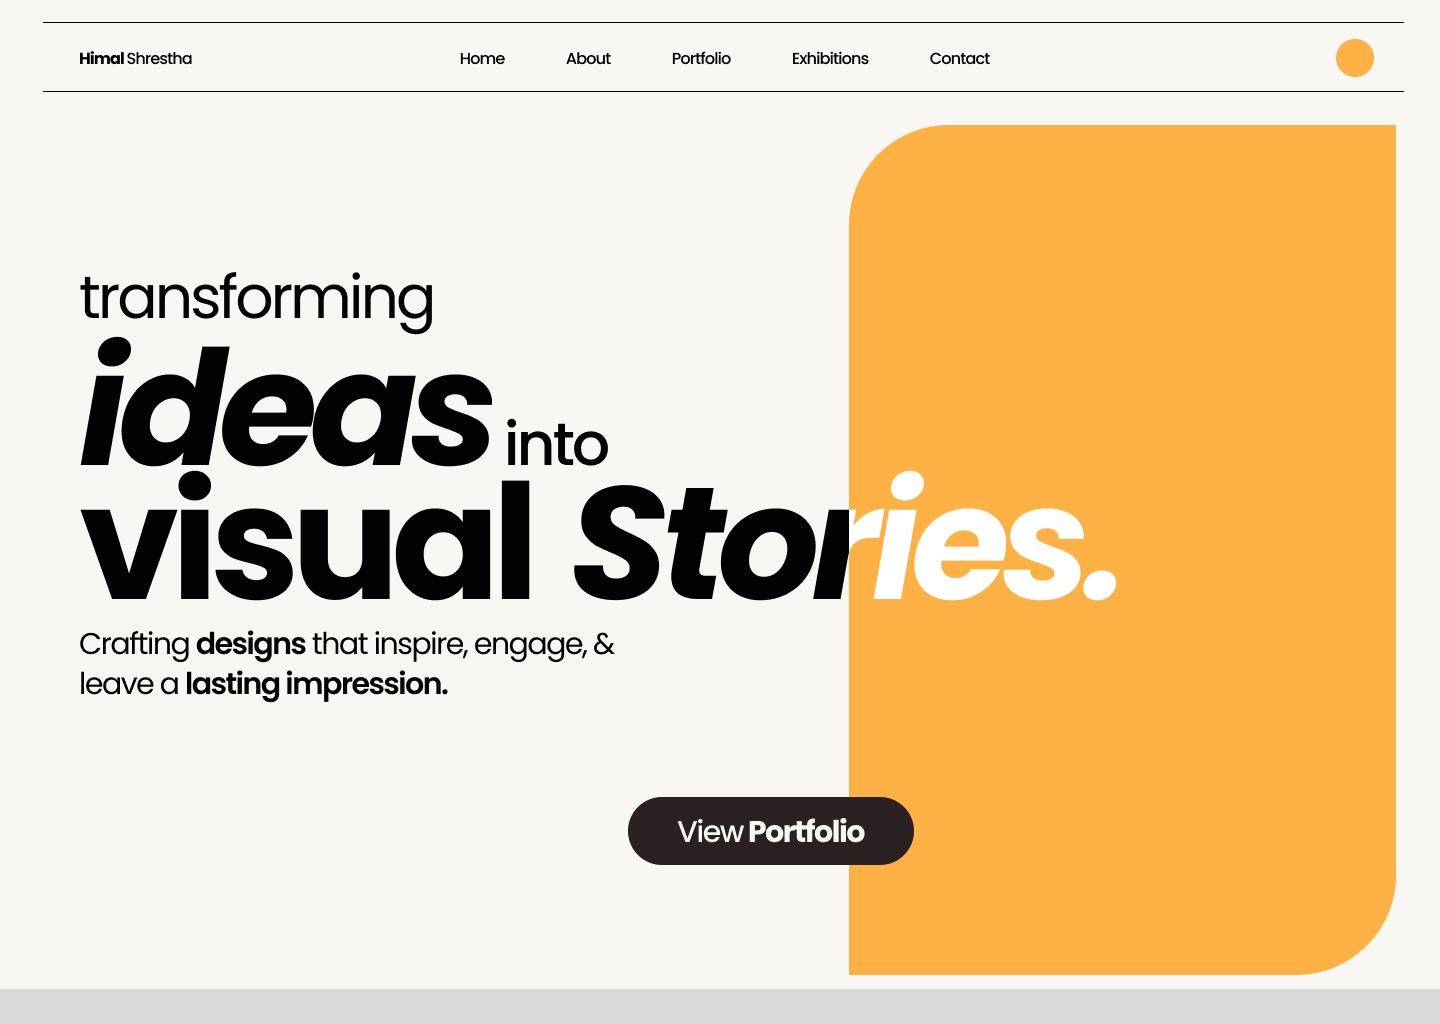 Himal Shrestha Home About Portfolio Exhibitions Contact
transforming
ideas into
visual Stories.
Crafting designs that inspire, engage, &
leave a lasting impression.
View Portfolio